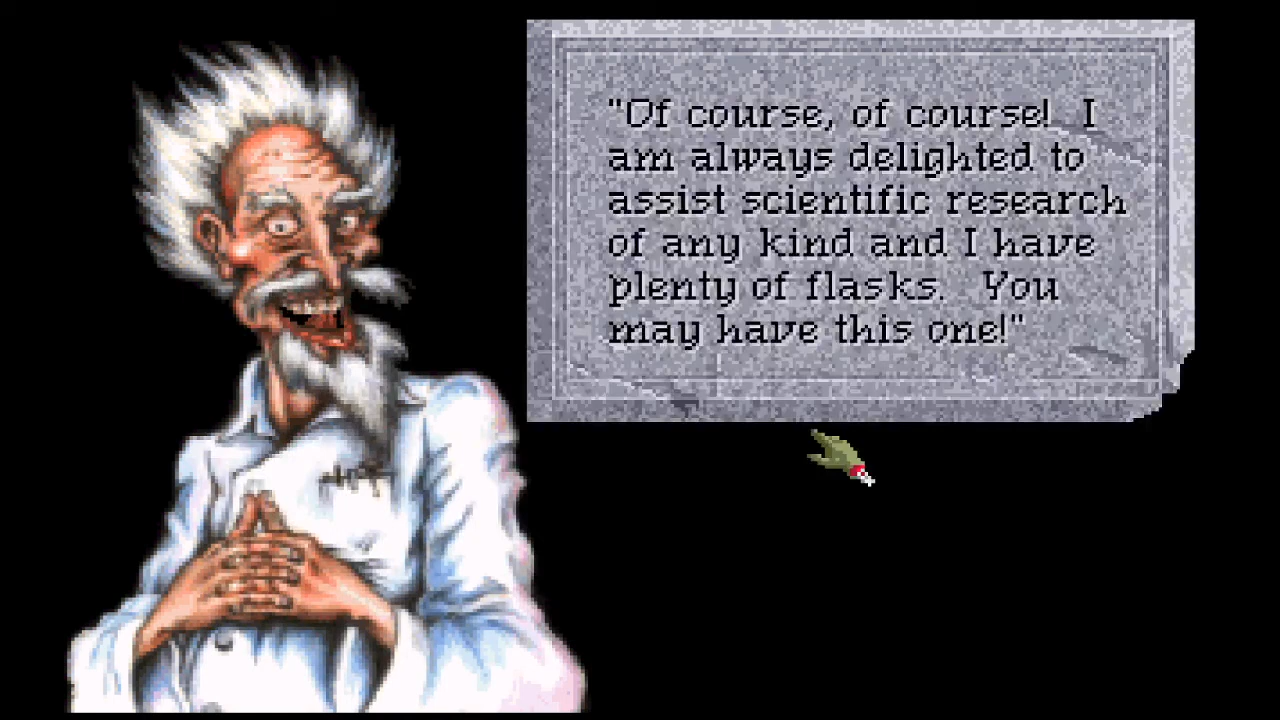 "Of course, of course!  I
am always delighted to
assist scientific research
of any kind and I have
plenty of flasks.  You
may have this one!"